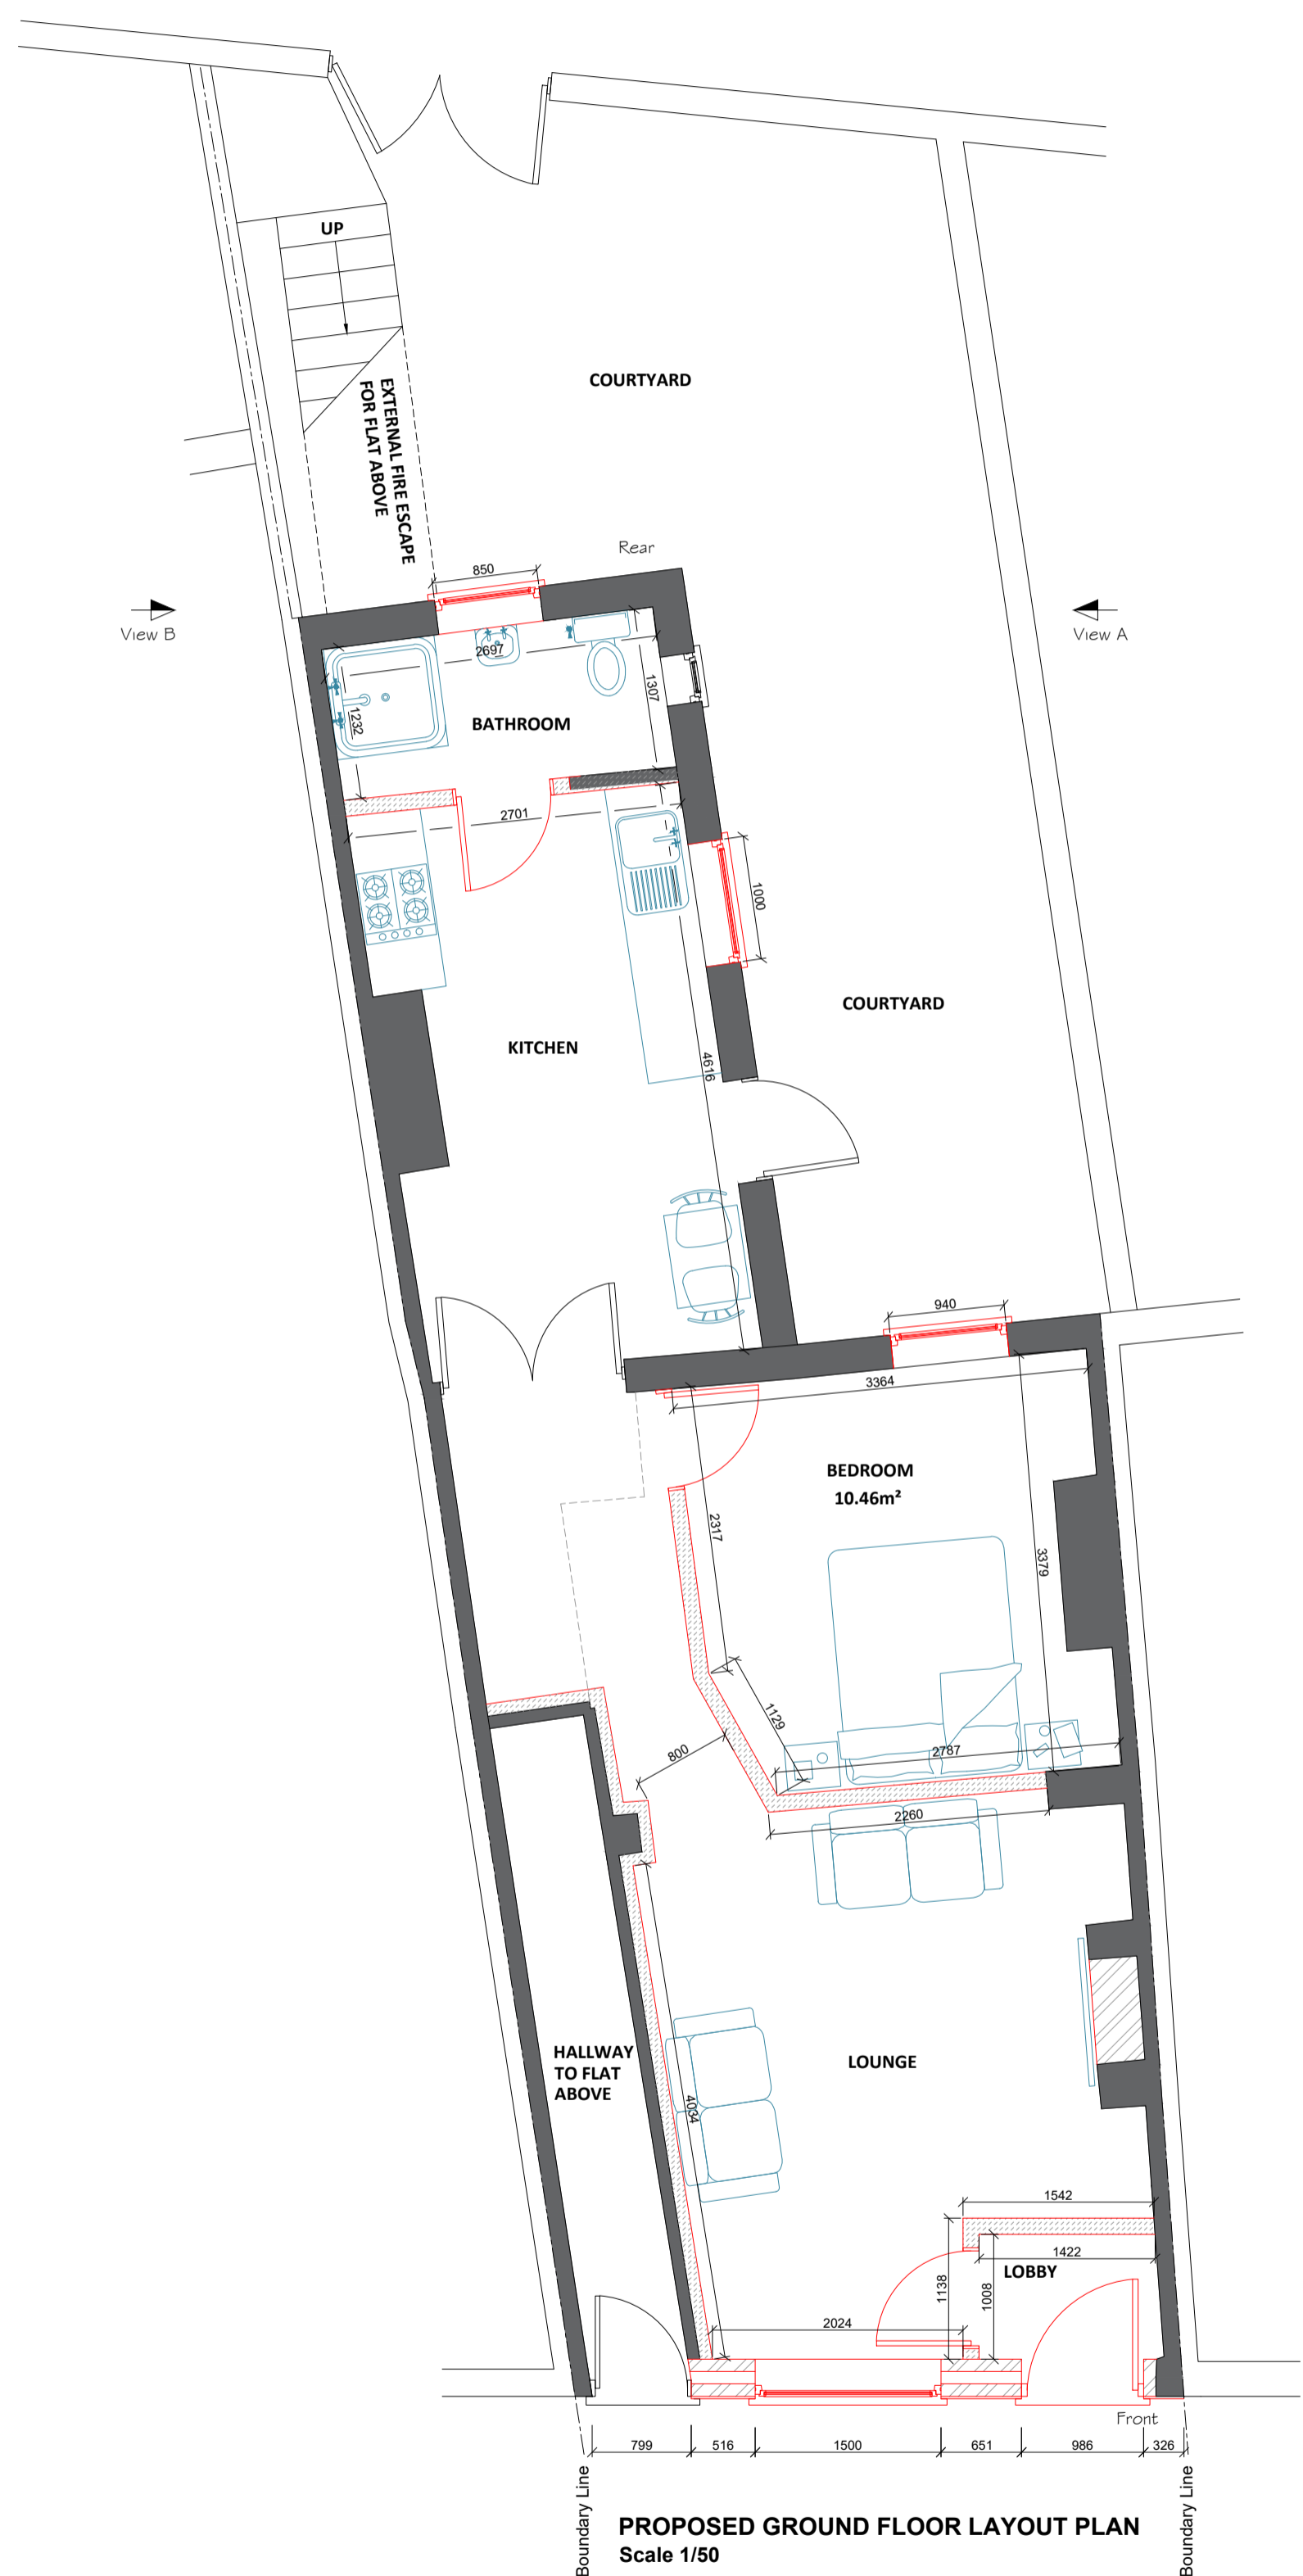 UP
COURTYARD
EXTERNAL FIRE ESCAPE
FOR FLAT ABOVE
Rear
850
View B
View A
2697
1307
1232
BATHROOM
2701
1000
COURTYARD
KITCHEN
4616
940
3364
BEDROOM
10.46m²
2317
3379
1129
800
2787
2260
HALLWAY
TO FLAT
ABOVE
LOUNGE
4034
1542
1422
LOBBY
1138
1008
2024
Front
799
516
1500
651
986
326
Boundary Line
Boundary Line
PROPOSED GROUND FLOOR LAYOUT PLAN
Scale 1/50